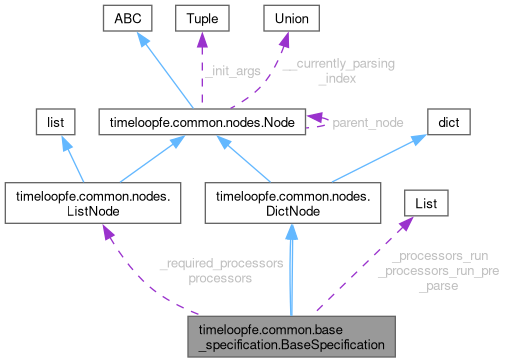 ABC
Tuple
Union
_init_args
__currently_parsing
_index
list
timeloopfe.common.nodes.Node
parent_node
dict
timeloopfe.common.nodes.
ListNode
timeloopfe.common.nodes.
DictNode
List
_required_processors
processors
_processors_run
_processors_run_pre
_parse
timeloopfe.common.base
_specification.BaseSpecification